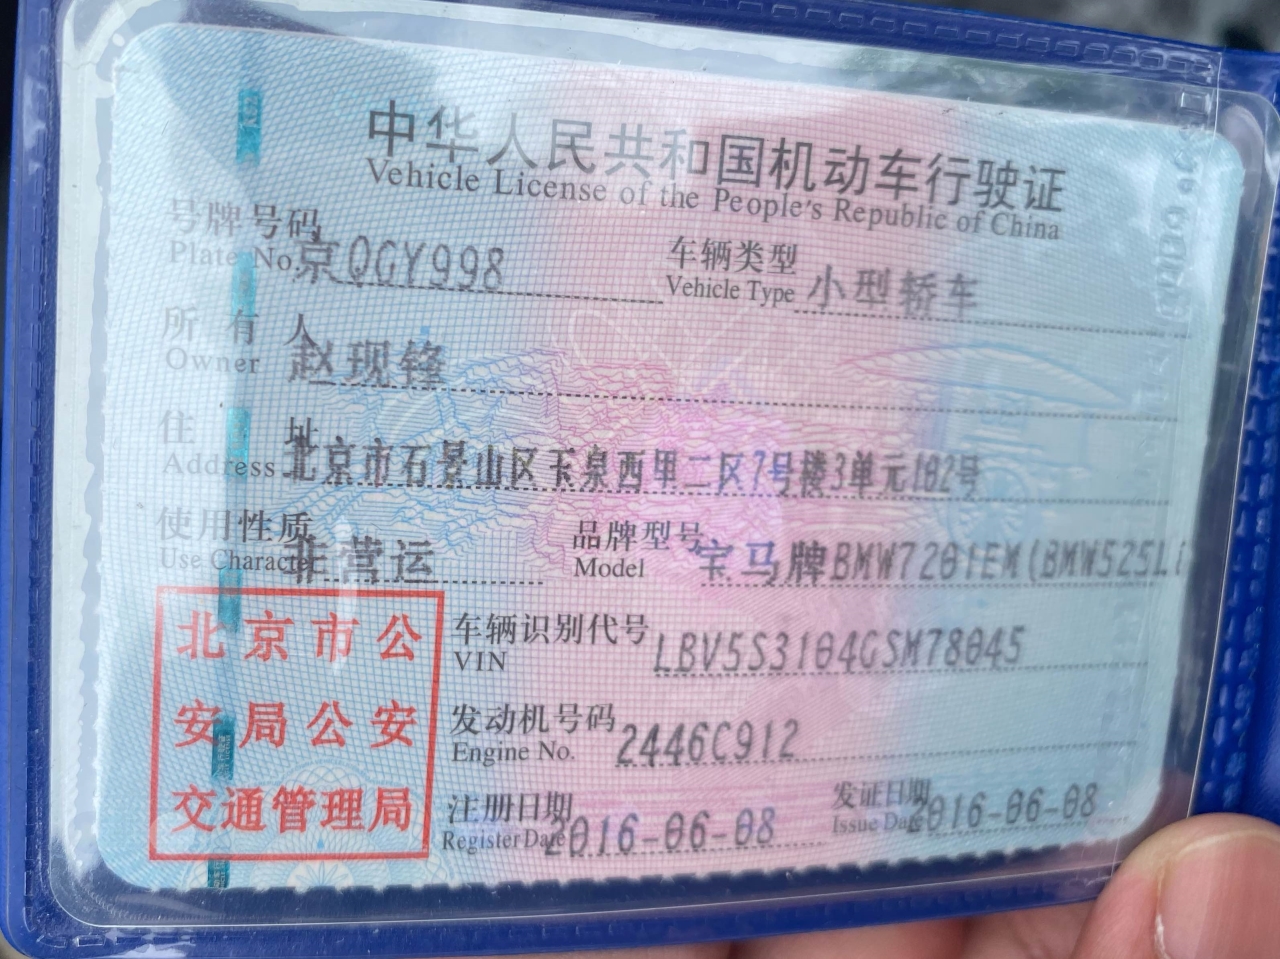 中华人民共和国机动车行驶证
Vehicle License of the People's Republic of China
号牌号码 京QGY998 车辆类型 小型轿车
Plate No. Vehicle Type
所有人 赵现锋
Owner
住址 北京市石景山区玉泉西里二区7号楼3单元102号
Address
使用性质 非营运 品牌型号 宝马牌BMW7201EM(BMW525Li
Use Character Model
北京市公
安局公安
交通管理局
车辆识别代号 LBV5S3104GSM78045
VIN
发动机号码 2446C912
Engine No.
注册日期 2016-06-08 发证日期 2016-06-08
Register Date Issue Date